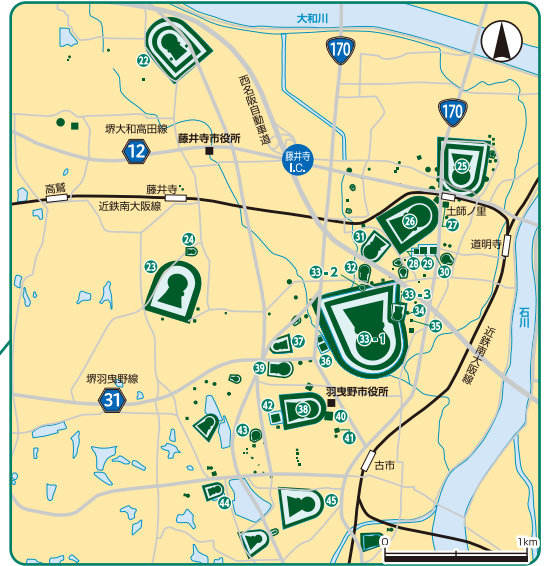 大和川
170
22
西名阪自動車道
170
堺大和高田線
12
藤井寺市役所
藤井寺
I.C.
25
高鷲
藤井寺
近鉄南大阪線
土師ノ里
26
27
道明寺
31
24
28
29
30
23
33-2
32
33-3
34
石川
35
33-1
37
36
近鉄南大阪線
39
堺羽曳野線
31
羽曳野市役所
42
38
40
43
41
古市
44
45
0
1km